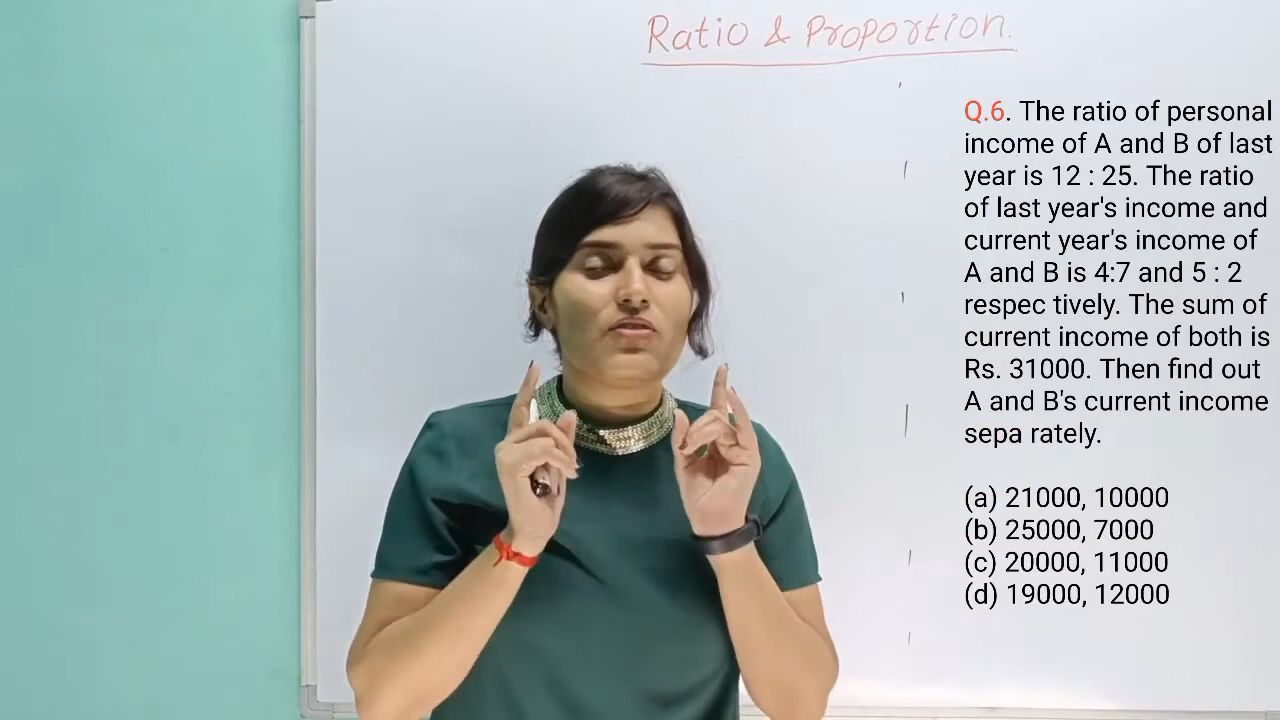 Ratio & Proportion.
Q.6. The ratio of personal
income of A and B of last
year is 12 : 25. The ratio
of last year's income and
current year's income of
A and B is 4:7 and 5 : 2
respec tively. The sum of
current income of both is
Rs. 31000. Then find out
A and B's current income
sepa rately.
(a) 21000, 10000
(b) 25000, 7000
(c) 20000, 11000
(d) 19000, 12000